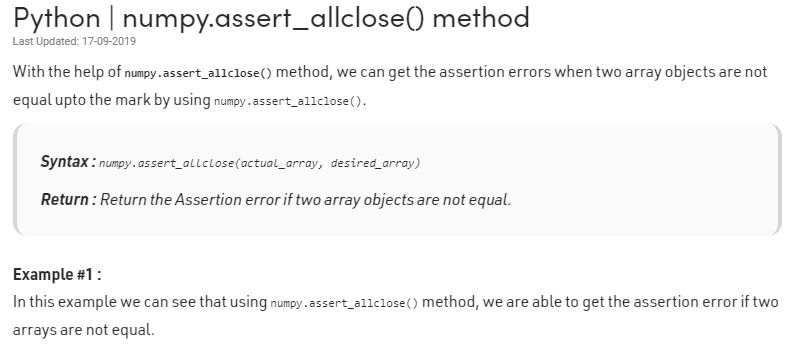 Python | numpy.assert_allclose() method
Last Updated: 17-09-2019
With the help of numpy.assert_allclose() method, we can get the assertion errors when two array objects are not
equal upto the mark by using numpy.assert_allclose().
Syntax : numpy.assert_allclose(actual_array, desired_array)
Return : Return the Assertion error if two array objects are not equal.
Example #1 :
In this example we can see that using numpy.assert_allclose() method, we are able to get the assertion error if two
arrays are not equal.